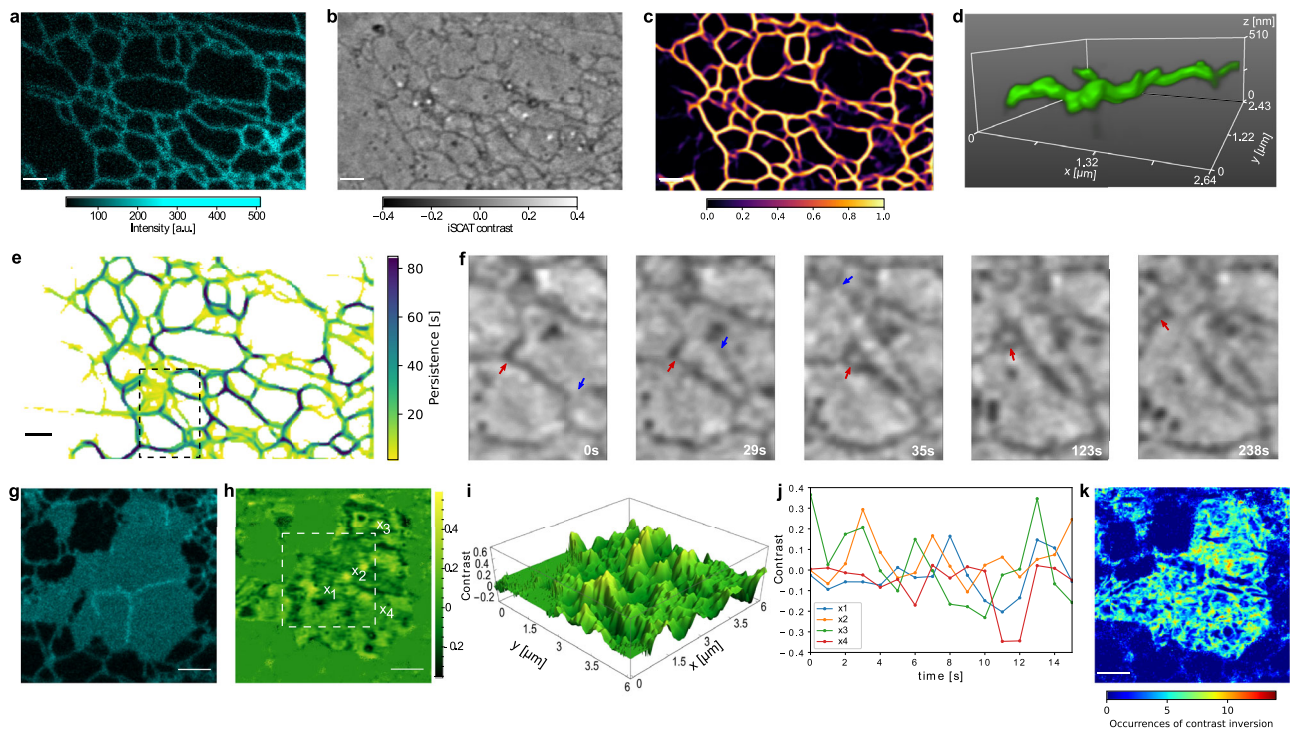 a
b
c
d
100 200 300 400 500
Intensity [a.u.]
−0.4 −0.2 0.0 0.2 0.4
iSCAT contrast
0.0 0.2 0.4 0.6 0.8 1.0
z [nm]
510
0
2.43
1.22
y [µm]
0
0
1.32
x [µm]
2.64
e
80
60
40
20
Persistence [s]
f
0s
29s
35s
123s
238s
g
h
x3
x2
x1
x4
0.4
0.2
0
0.2
i
Contrast
0.6
0.4
0.2
0
−0.2
0
1.5
3.5
6
y [µm]
0
1.5
3.5
6
x [µm]
j
Contrast
0.4
0.3
0.2
0.1
0.0
− 0.1
− 0.2
− 0.3
− 0.4
x1
x2
x3
x4
0 2 4 6 8 10 12 14
time [s]
k
0 5 10
Occurrences of contrast inversion